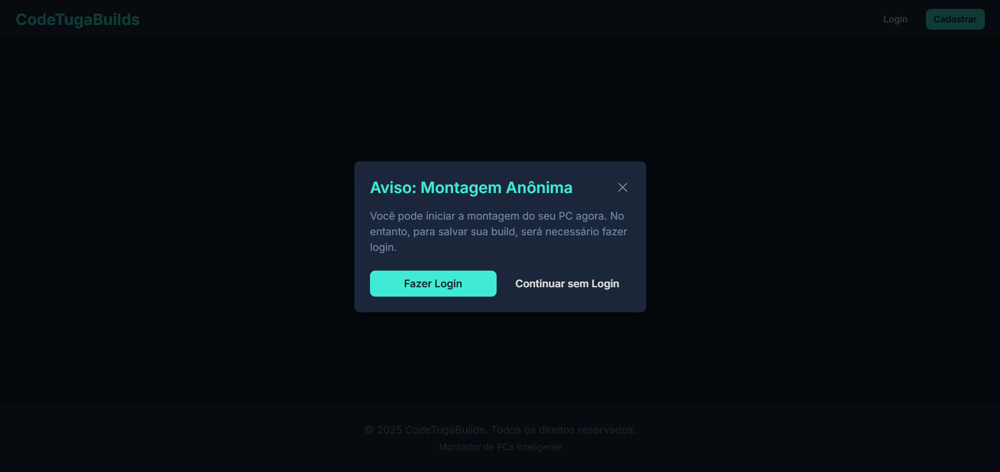 CodeTugaBuilds
Login
Cadastrar
Aviso: Montagem Anônima
Você pode iniciar a montagem do seu PC agora. No
entanto, para salvar sua build, será necessário fazer
login.
Fazer Login
Continuar sem Login
© 2025 CodeTugaBuilds. Todos os direitos reservados.
Montador de PCs Inteligente